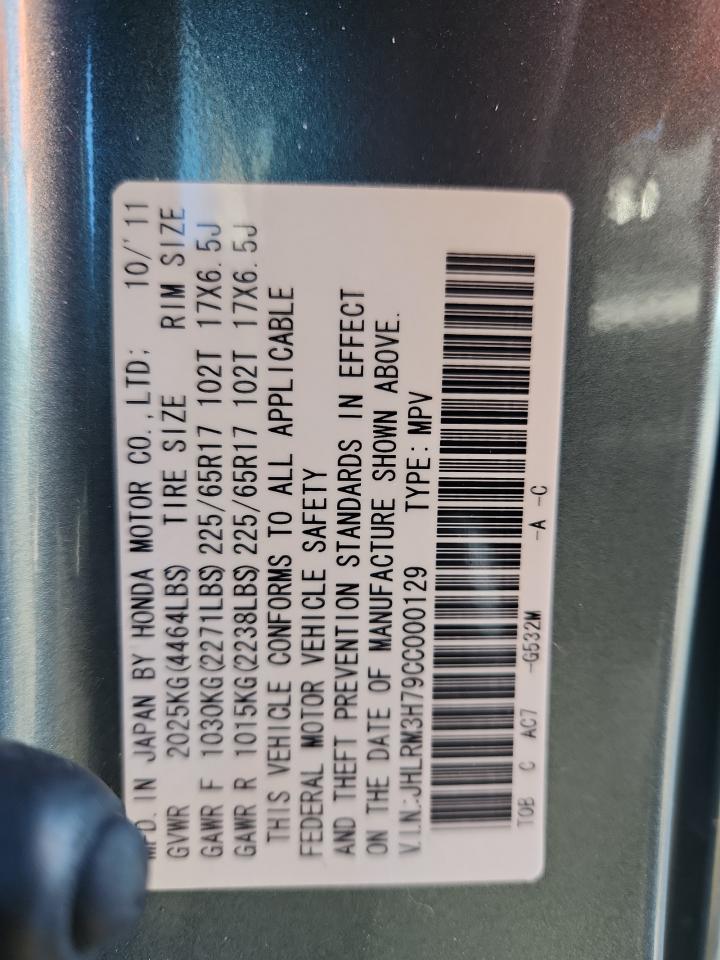 MFD. IN JAPAN BY HONDA MOTOR CO.,LTD; 10/'11
GVWR 2025KG(4464LBS) TIRE SIZE RIM SIZE
GAWR F 1030KG(2271LBS) 225/65R17 102T 17X6.5J
GAWR R 1015KG(2238LBS) 225/65R17 102T 17X6.5J
THIS VEHICLE CONFORMS TO ALL APPLICABLE
FEDERAL MOTOR VEHICLE SAFETY
AND THEFT PREVENTION STANDARDS IN EFFECT
ON THE DATE OF MANUFACTURE SHOWN ABOVE.
V.I.N.:JHLRM3H79CC000129 TYPE: MPV
TOB C AC7 -G532M -A -C